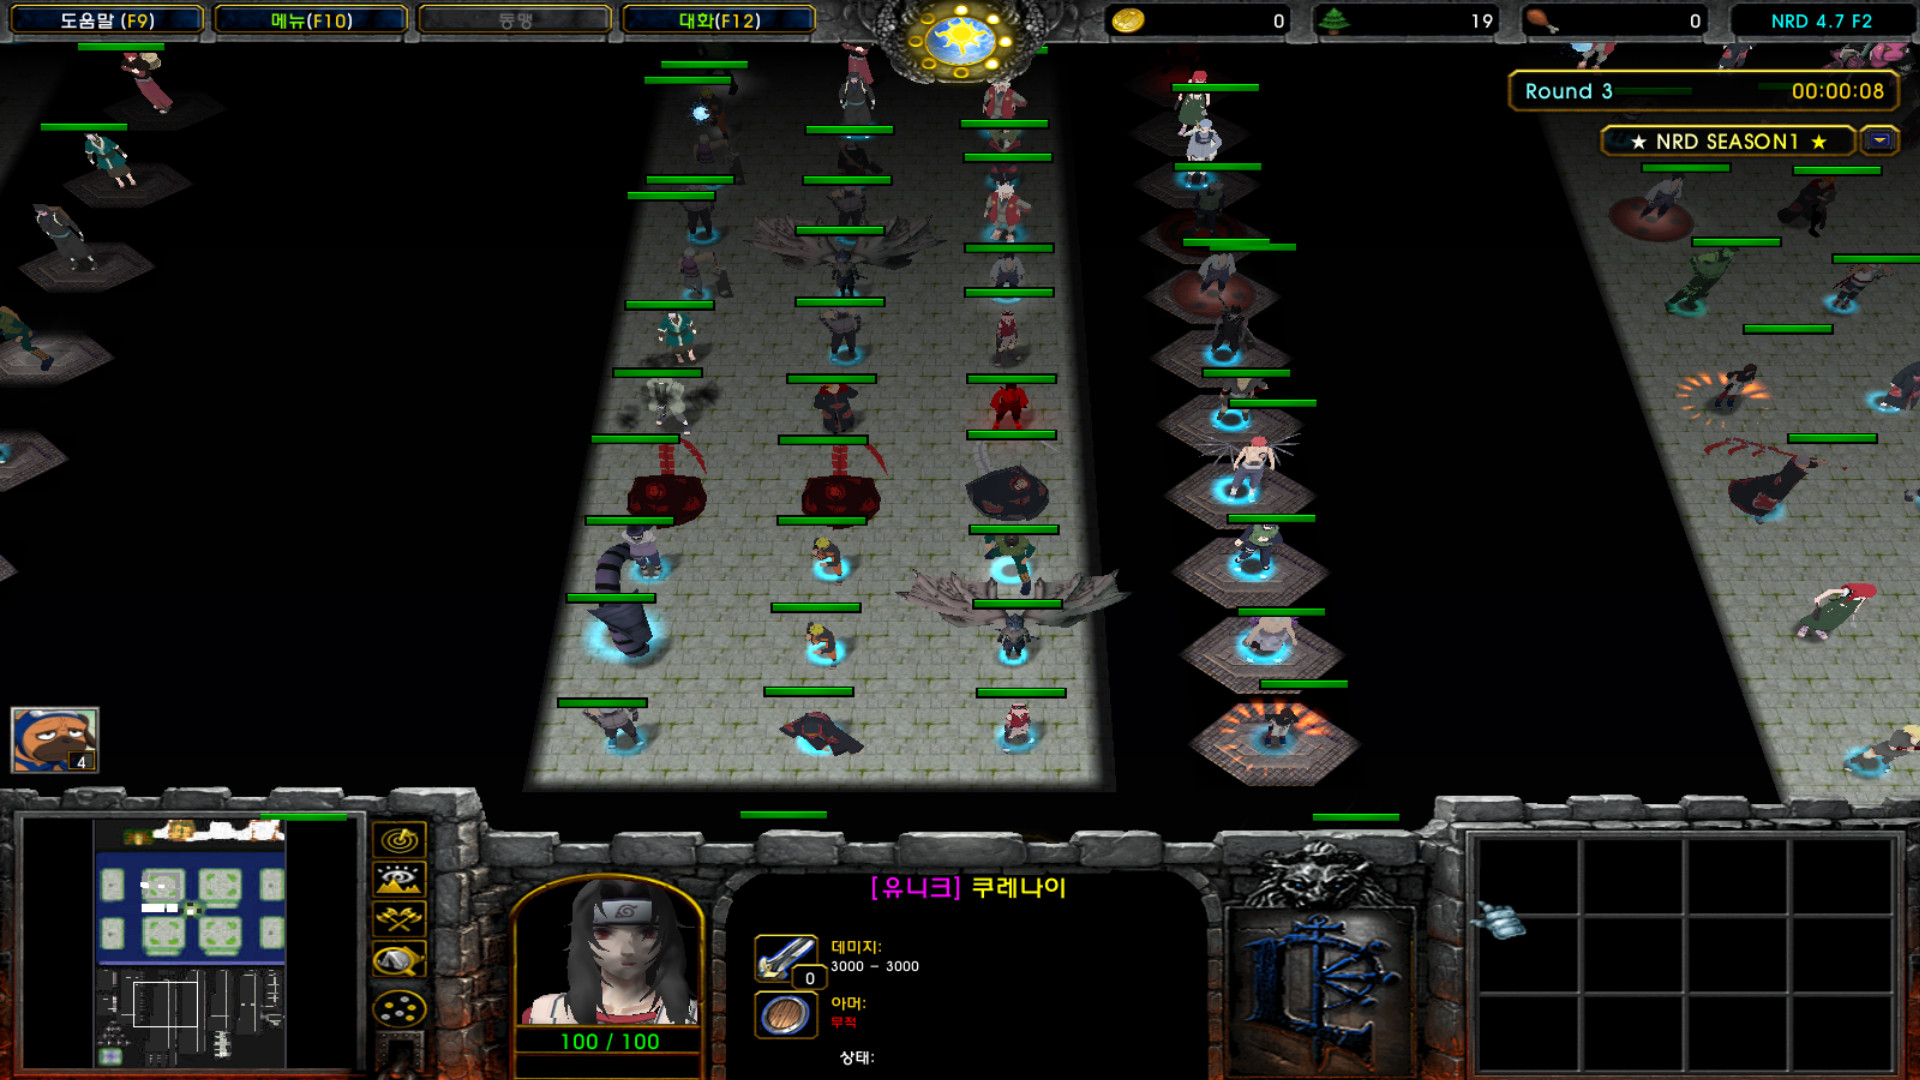 도움말 (F9) 메뉴(F10) 동맹 대화(F12) 0 19 0 NRD 4.7 F2
Round 3 00:00:08
★ NRD SEASON1 ★
4
[유니크] 쿠레나이
데미지:
3000 - 3000
0
아머:
무적
100 / 100
상태: